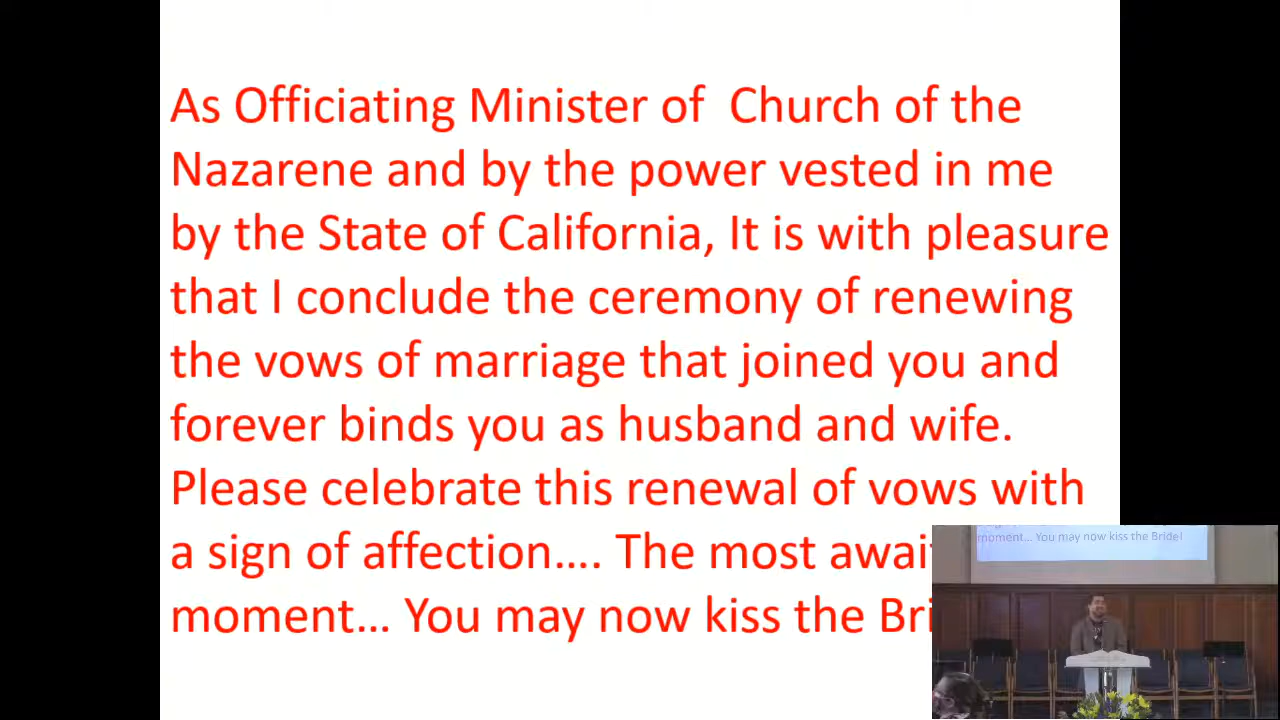 As Officiating Minister of Church of the
Nazarene and by the power vested in me
by the State of California, It is with pleasure
that I conclude the ceremony of renewing
the vows of marriage that joined you and
forever binds you as husband and wife.
Please celebrate this renewal of vows with
a sign of affection…. The most await
moment… You may now kiss the Bri
moment... You may now kiss the Bride!